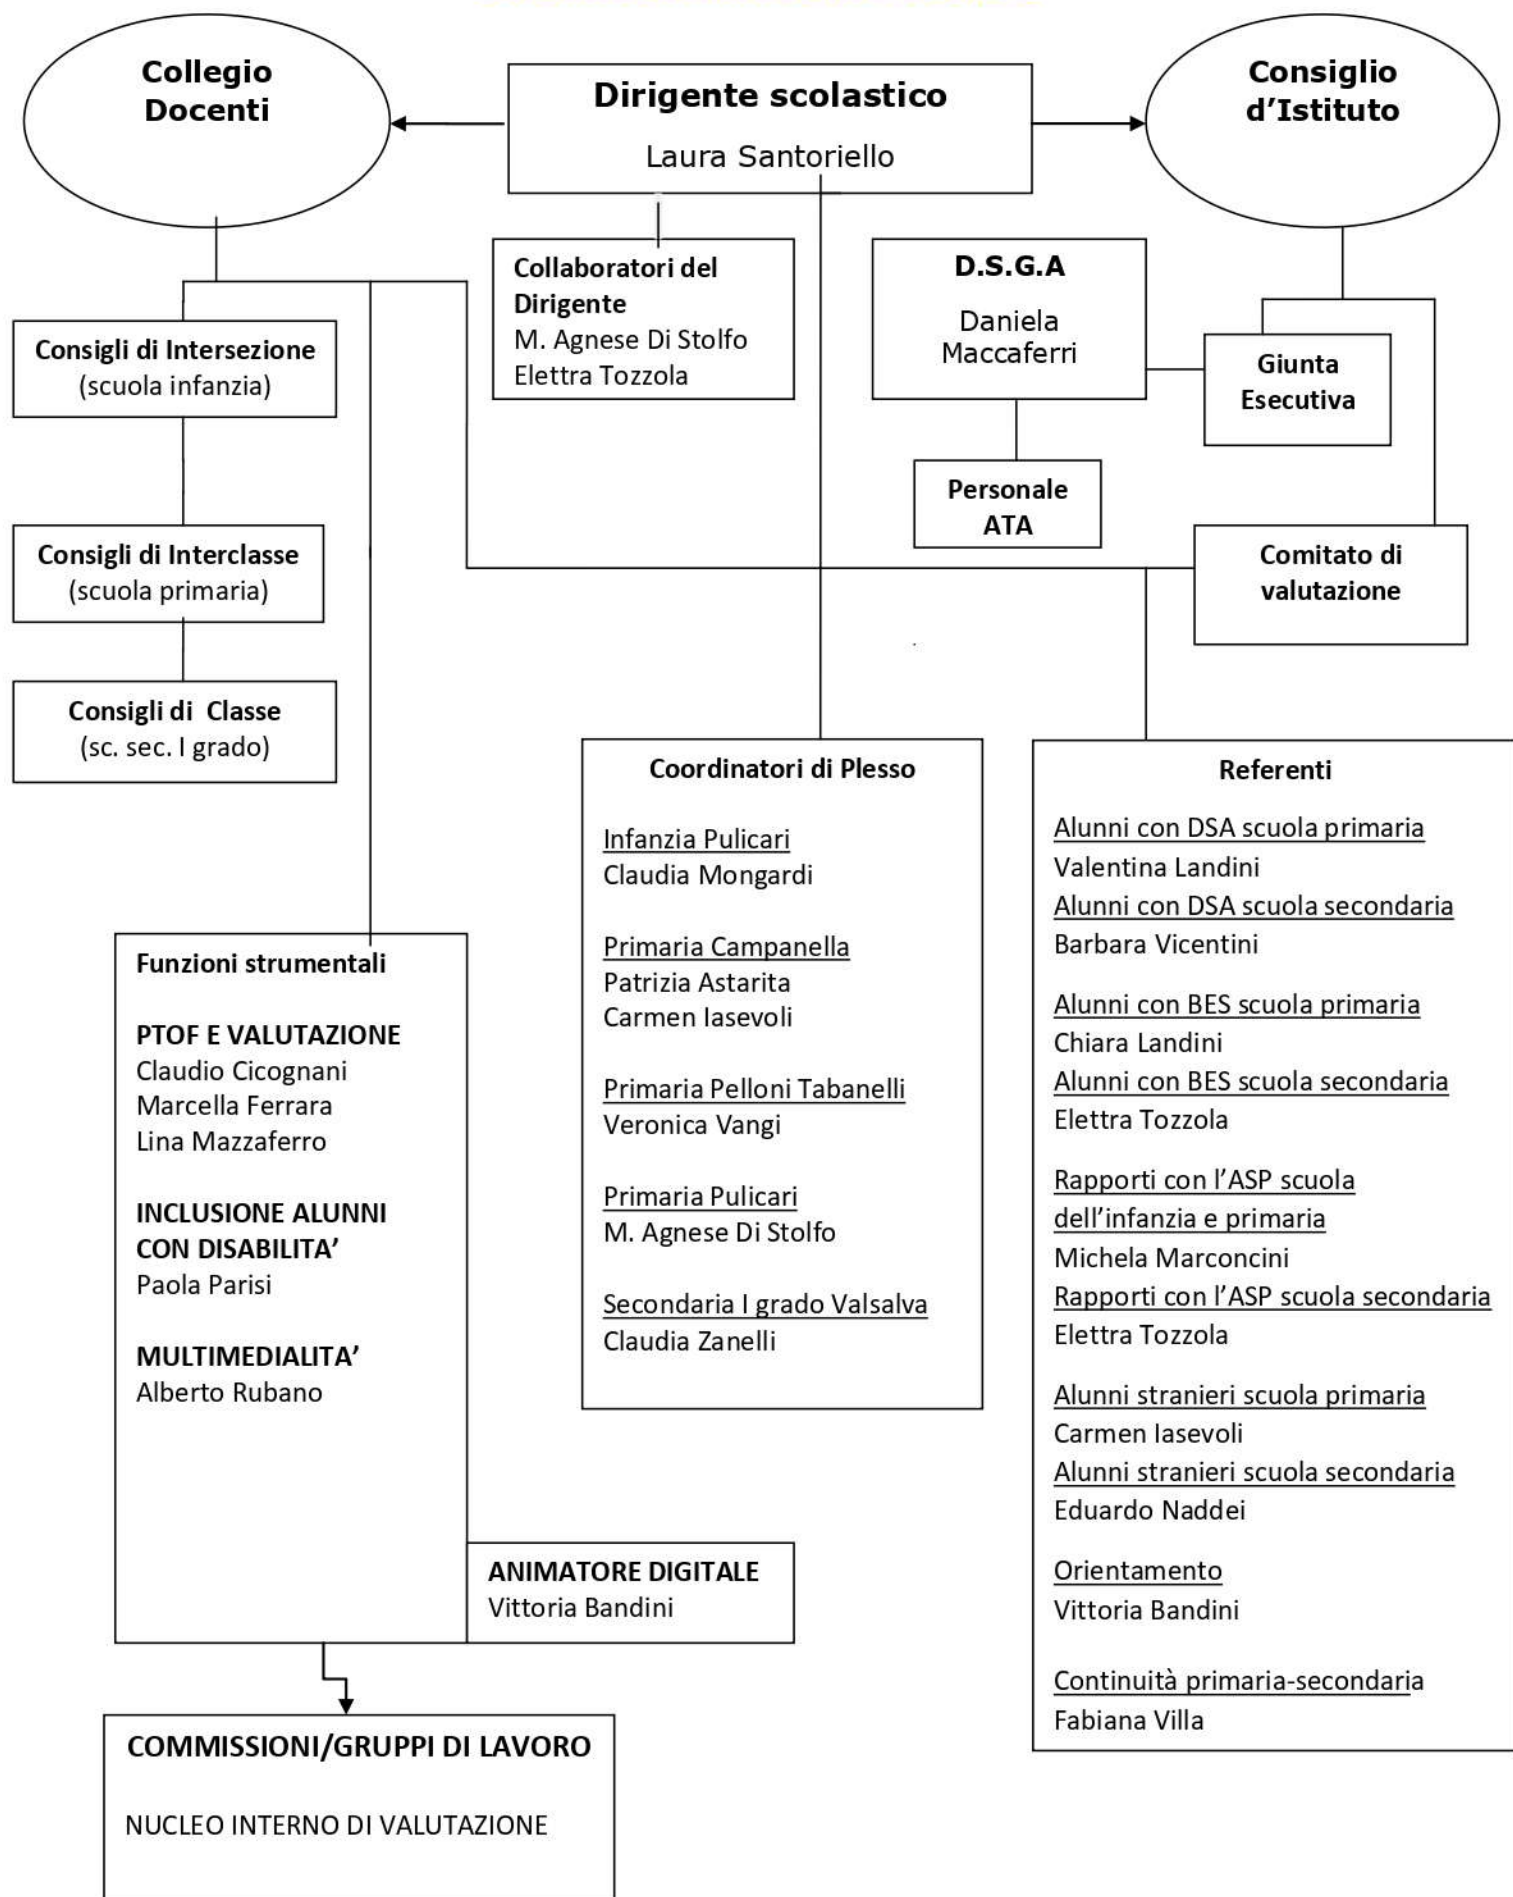 Collegio
Docenti
Dirigente scolastico
Laura Santoriello
Consiglio
d’Istituto
Collaboratori del
Dirigente
M. Agnese Di Stolfo
Elettra Tozzola
D.S.G.A
Daniela
Maccaferri
Giunta
Esecutiva
Personale
ATA
Comitato di
valutazione
Consigli di Intersezione
(scuola infanzia)
Consigli di Interclasse
(scuola primaria)
Consigli di  Classe
(sc. sec. I grado)
Funzioni strumentali
PTOF E VALUTAZIONE
Claudio Cicognani
Marcella Ferrara
Lina Mazzaferro
INCLUSIONE ALUNNI
CON DISABILITA’
Paola Parisi
MULTIMEDIALITA’
Alberto Rubano
ANIMATORE DIGITALE
Vittoria Bandini
COMMISSIONI/GRUPPI DI LAVORO
NUCLEO INTERNO DI VALUTAZIONE
Coordinatori di Plesso
Infanzia Pulicari
Claudia Mongardi
Primaria Campanella
Patrizia Astarita
Carmen Iasevoli
Primaria Pelloni Tabanelli
Veronica Vangi
Primaria Pulicari
M. Agnese Di Stolfo
Secondaria I grado Valsalva
Claudia Zanelli
Referenti
Alunni con DSA scuola primaria
Valentina Landini
Alunni con DSA scuola secondaria
Barbara Vicentini
Alunni con BES scuola primaria
Chiara Landini
Alunni con BES scuola secondaria
Elettra Tozzola
Rapporti con l’ASP scuola
dell’infanzia e primaria
Michela Marconcini
Rapporti con l’ASP scuola secondaria
Elettra Tozzola
Alunni stranieri scuola primaria
Carmen Iasevoli
Alunni stranieri scuola secondaria
Eduardo Naddei
Orientamento
Vittoria Bandini
Continuità primaria-secondaria
Fabiana Villa